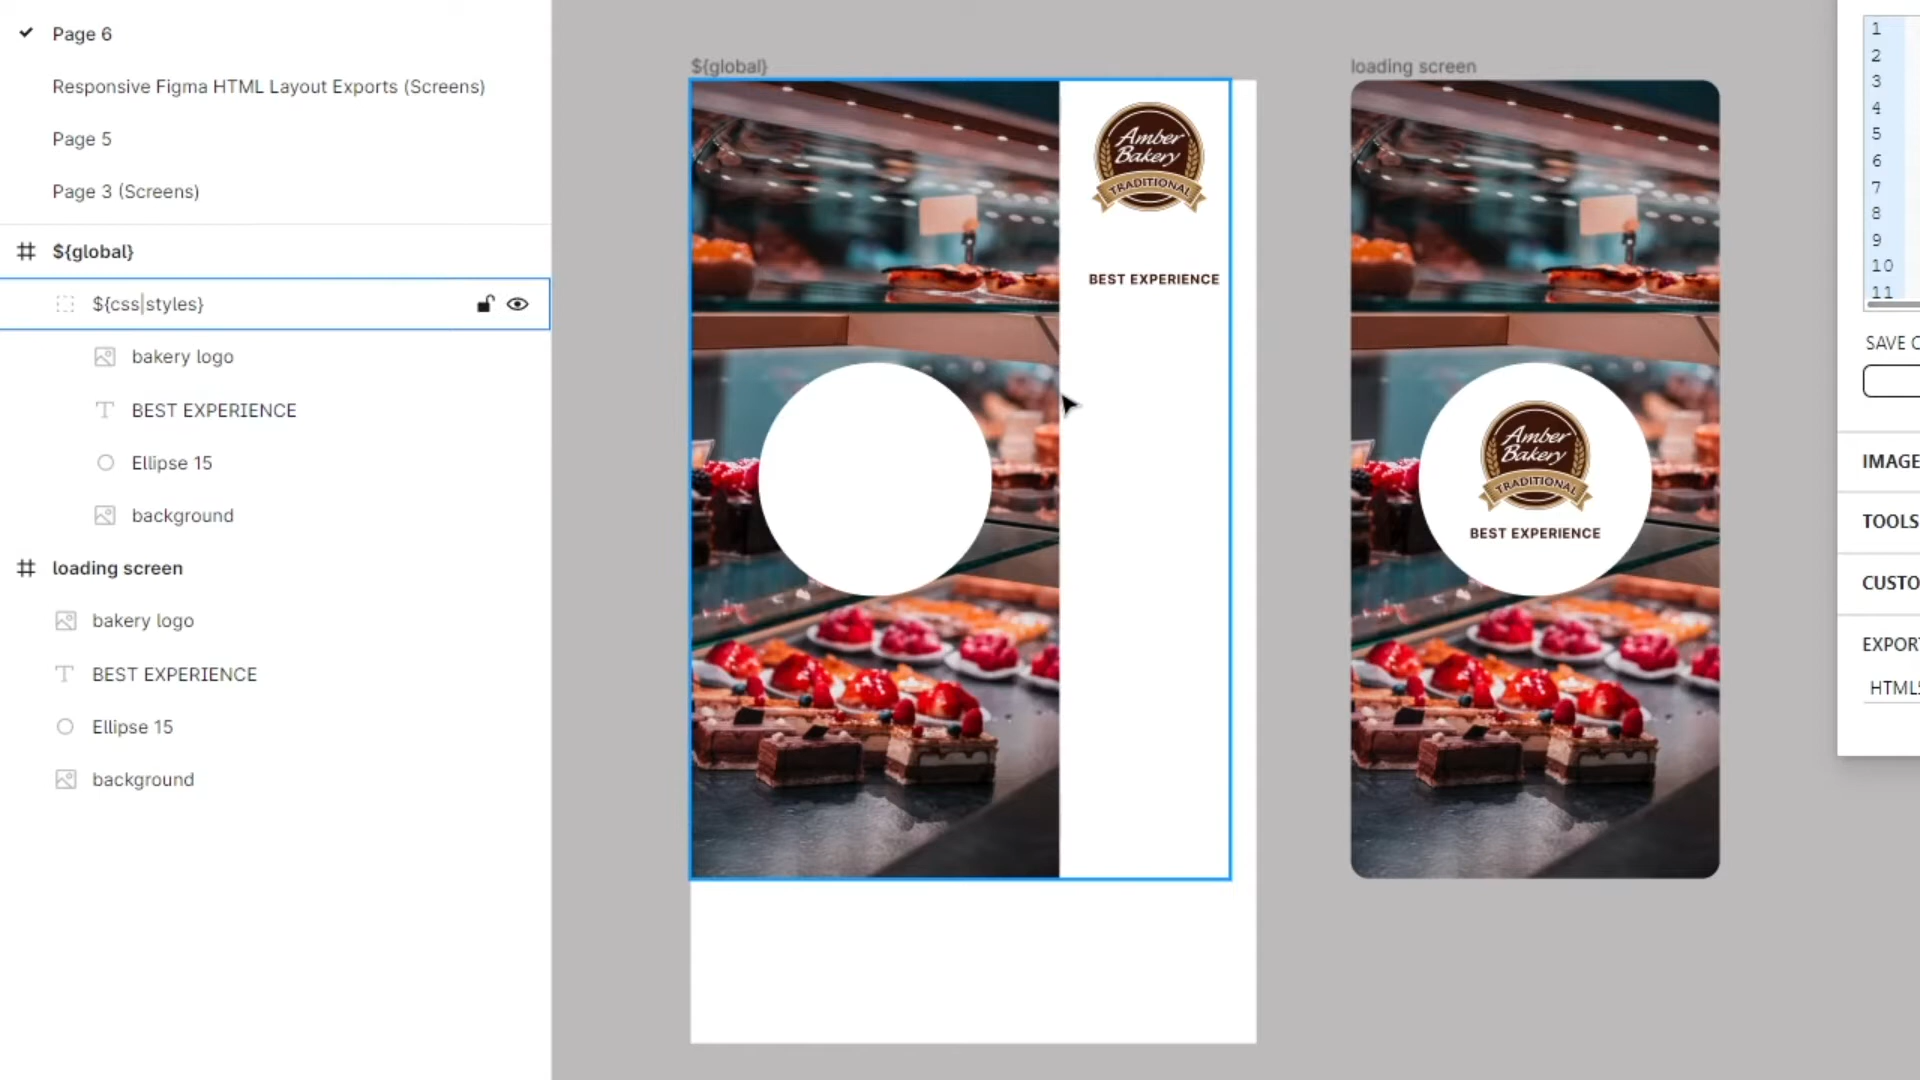 Page 6
Responsive Figma HTML Layout Exports (Screens)
Page 5
Page 3 (Screens)
${global}
${css|styles}
bakery logo
BEST EXPERIENCE
Ellipse 15
background
loading screen
bakery logo
BEST EXPERIENCE
Ellipse 15
background
${global}
Amber
Bakery
TRADITIONAL
BEST EXPERIENCE
loading screen
Amber
Bakery
TRADITIONAL
BEST EXPERIENCE
1
2
3
4
5
6
7
8
9
10
11
SAVE C
IMAGE
TOOLS
CUSTO
EXPOR
HTML5